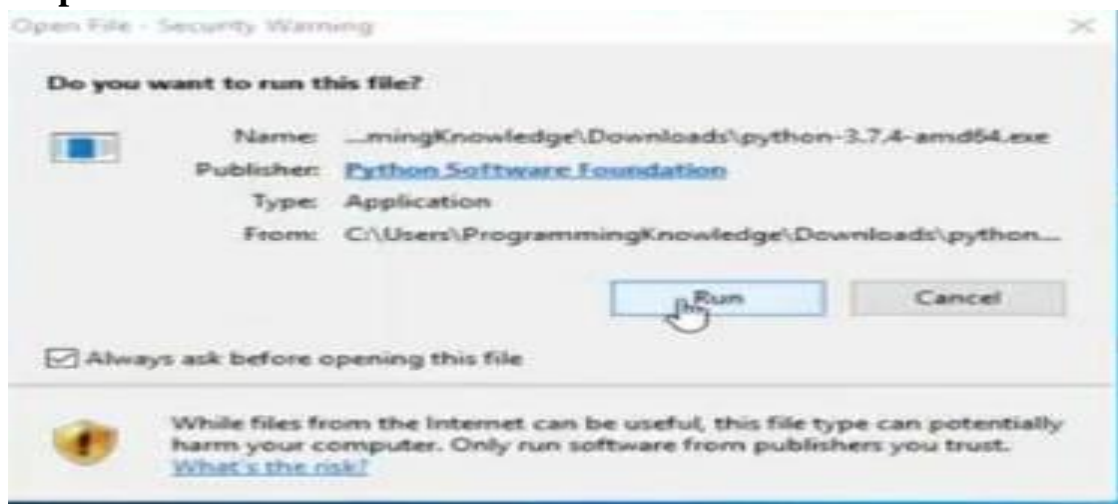 Open File - Security Warning
Do you want to run this file?
Name: ...mingKnowledge\Downloads\python-3.7.4-amd64.exe
Publisher: Python Software Foundation
Type: Application
From: C:\Users\ProgrammingKnowledge\Downloads\python...
Run Cancel
Always ask before opening this file
While files from the Internet can be useful, this file type can potentially
harm your computer. Only run software from publishers you trust.
What's the risk?